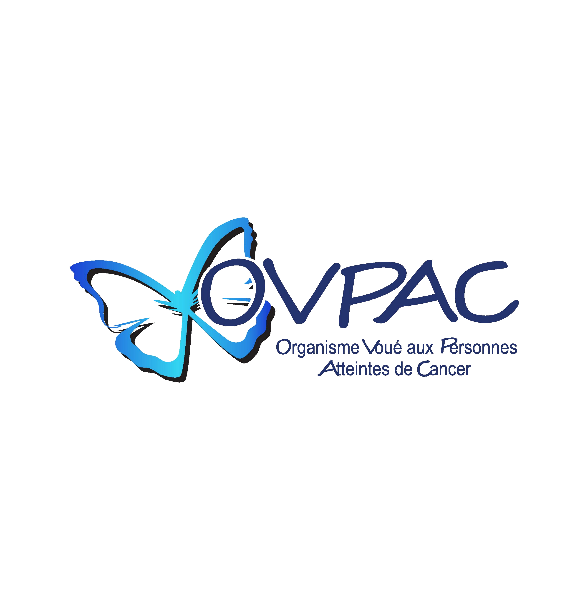 OVPAC
Organisme Voué aux Personnes
Atteintes de Cancer